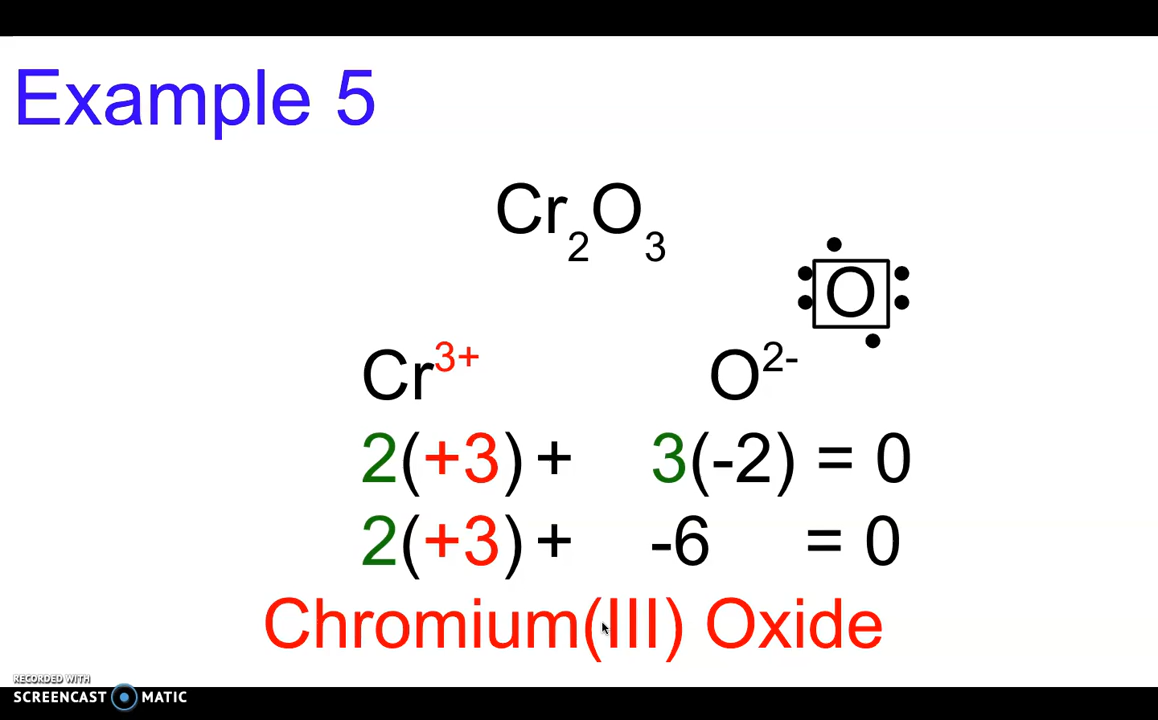 Example 5
Cr₂O₃
O
Cr³⁺ O²⁻
2(+3) + 3(-2) = 0
2(+3) + -6 = 0
Chromium(III) Oxide
RECORDED WITH
SCREENCAST MATIC